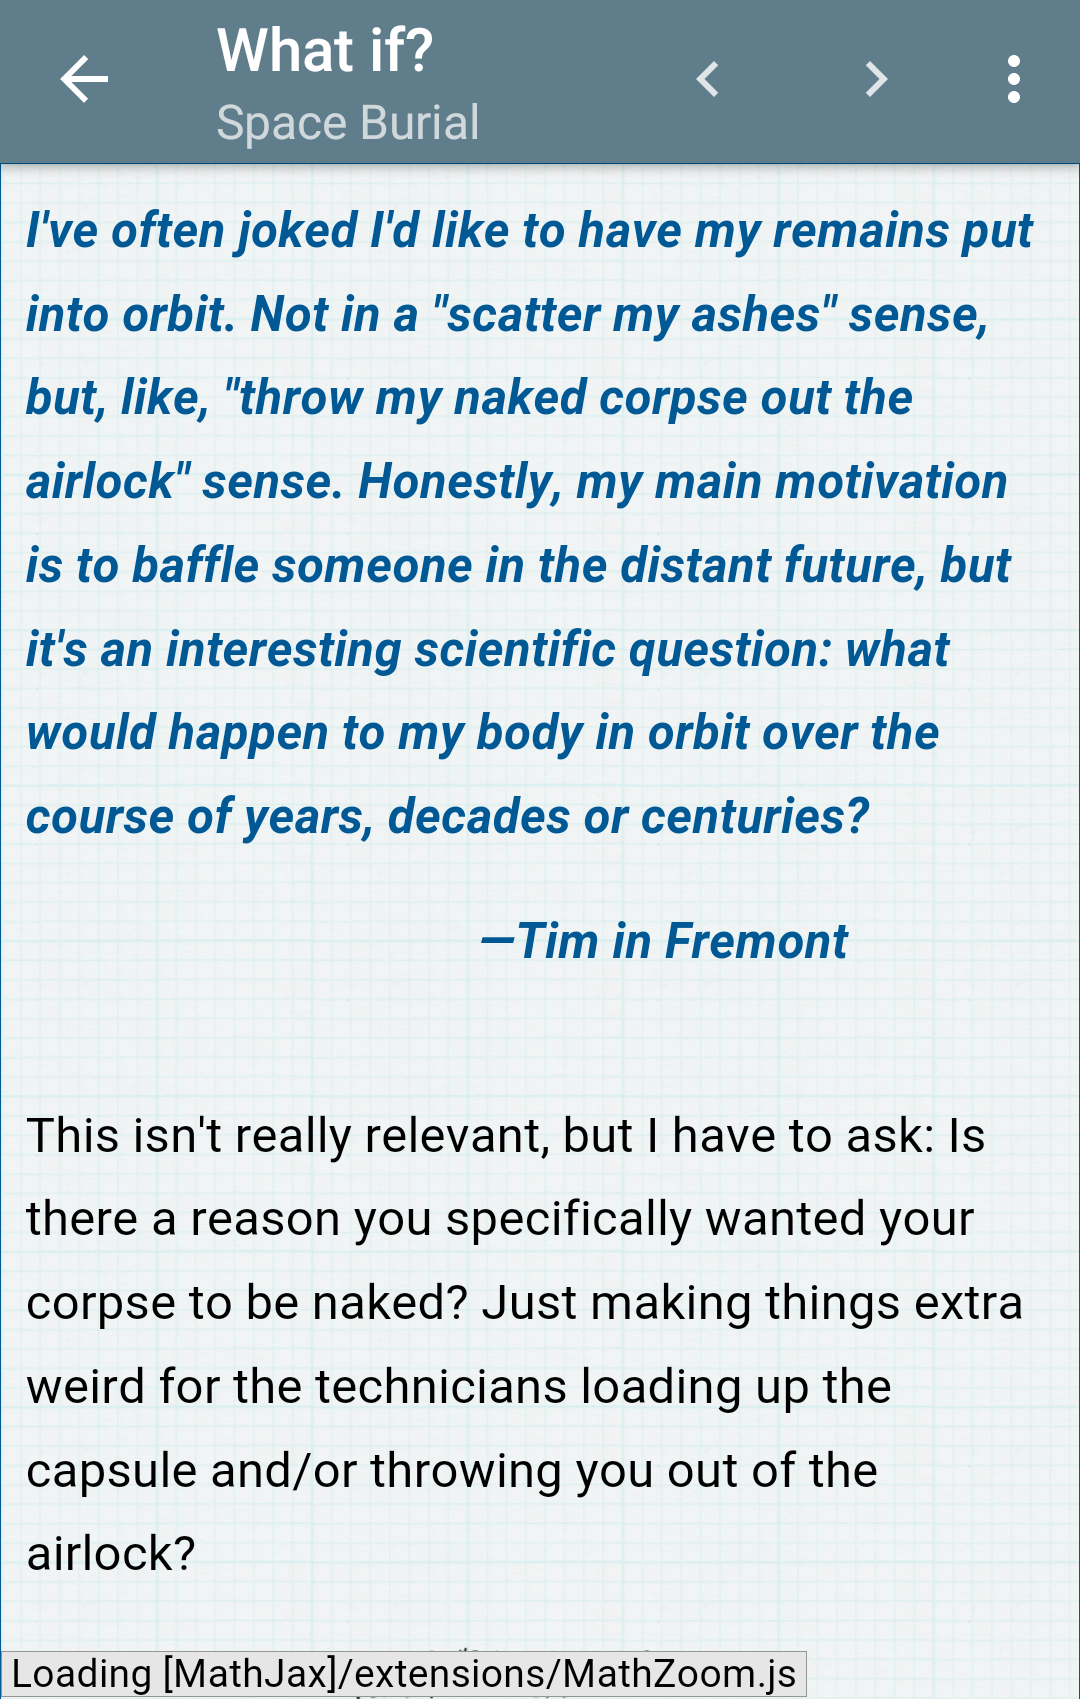 What if?
Space Burial
I've often joked I'd like to have my remains put
into orbit. Not in a "scatter my ashes" sense,
but, like, "throw my naked corpse out the
airlock" sense. Honestly, my main motivation
is to baffle someone in the distant future, but
it's an interesting scientific question: what
would happen to my body in orbit over the
course of years, decades or centuries?
—Tim in Fremont
This isn't really relevant, but I have to ask: Is
there a reason you specifically wanted your
corpse to be naked? Just making things extra
weird for the technicians loading up the
capsule and/or throwing you out of the
airlock?
Loading [MathJax]/extensions/MathZoom.js